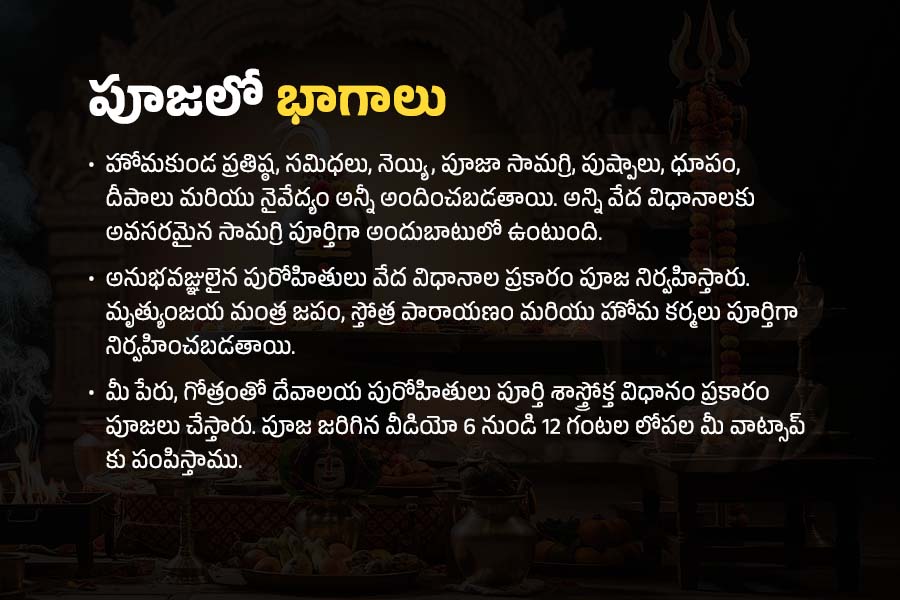 పూజలో భాగాలు
• హోమకుండ ప్రతిష్ఠ, సమిధలు, నెయ్యి, పూజా సామగ్రి, పుష్పాలు, ధూపం,
దీపాలు మరియు నైవేద్యం అన్నీ అందించబడతాయి. అన్ని వేద విధానాలకు
అవసరమైన సామగ్రి పూర్తిగా అందుబాటులో ఉంటుంది.
• అనుభవజ్ఞులైన పురోహితులు వేద విధానాల ప్రకారం పూజ నిర్వహిస్తారు.
మృత్యుంజయ మంత్ర జపం, స్తోత్ర పారాయణం మరియు హోమ కర్మలు పూర్తిగా
నిర్వహించబడతాయి.
• మీ పేరు, గోత్రంతో దేవాలయ పురోహితులు పూర్తి శాస్త్రోక్త విధానం ప్రకారం
పూజలు చేస్తారు. పూజ జరిగిన వీడియో 6 నుండి 12 గంటల లోపల మీ వాట్సాప్
కు పంపిస్తాము.